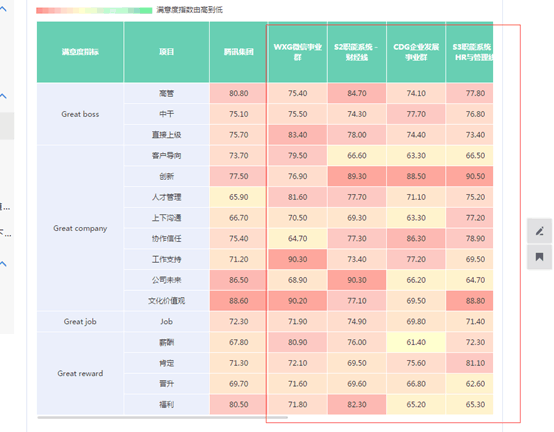 满意度指数由高到低
满意度指标 项目 腾讯集团 WXG微信事业群 S2职能系统－财经线 CDG企业发展事业群 S3职能系统 HR与管理线
Great boss
高管 80.80 75.40 84.70 74.10 77.80
中干 75.10 75.50 74.30 77.70 76.80
直接上级 75.70 83.40 78.00 74.40 73.40
Great company
客户导向 73.70 79.50 66.60 63.30 66.50
创新 77.50 76.90 89.30 88.50 90.50
人才管理 65.90 81.60 77.70 71.10 75.20
上下沟通 66.70 70.50 69.30 63.30 77.20
协作信任 75.40 64.70 77.30 86.30 78.90
工作支持 71.20 90.30 73.40 77.20 69.50
公司未来 86.50 68.90 90.30 66.20 64.70
文化价值观 88.60 90.20 77.10 69.50 88.80
Great job Job 72.30 71.90 74.90 69.80 71.40
Great reward
薪酬 67.80 80.90 76.00 61.40 72.30
肯定 71.30 72.10 69.50 75.60 81.10
晋升 69.70 71.60 69.60 66.80 62.60
福利 80.50 71.80 82.30 65.20 65.30